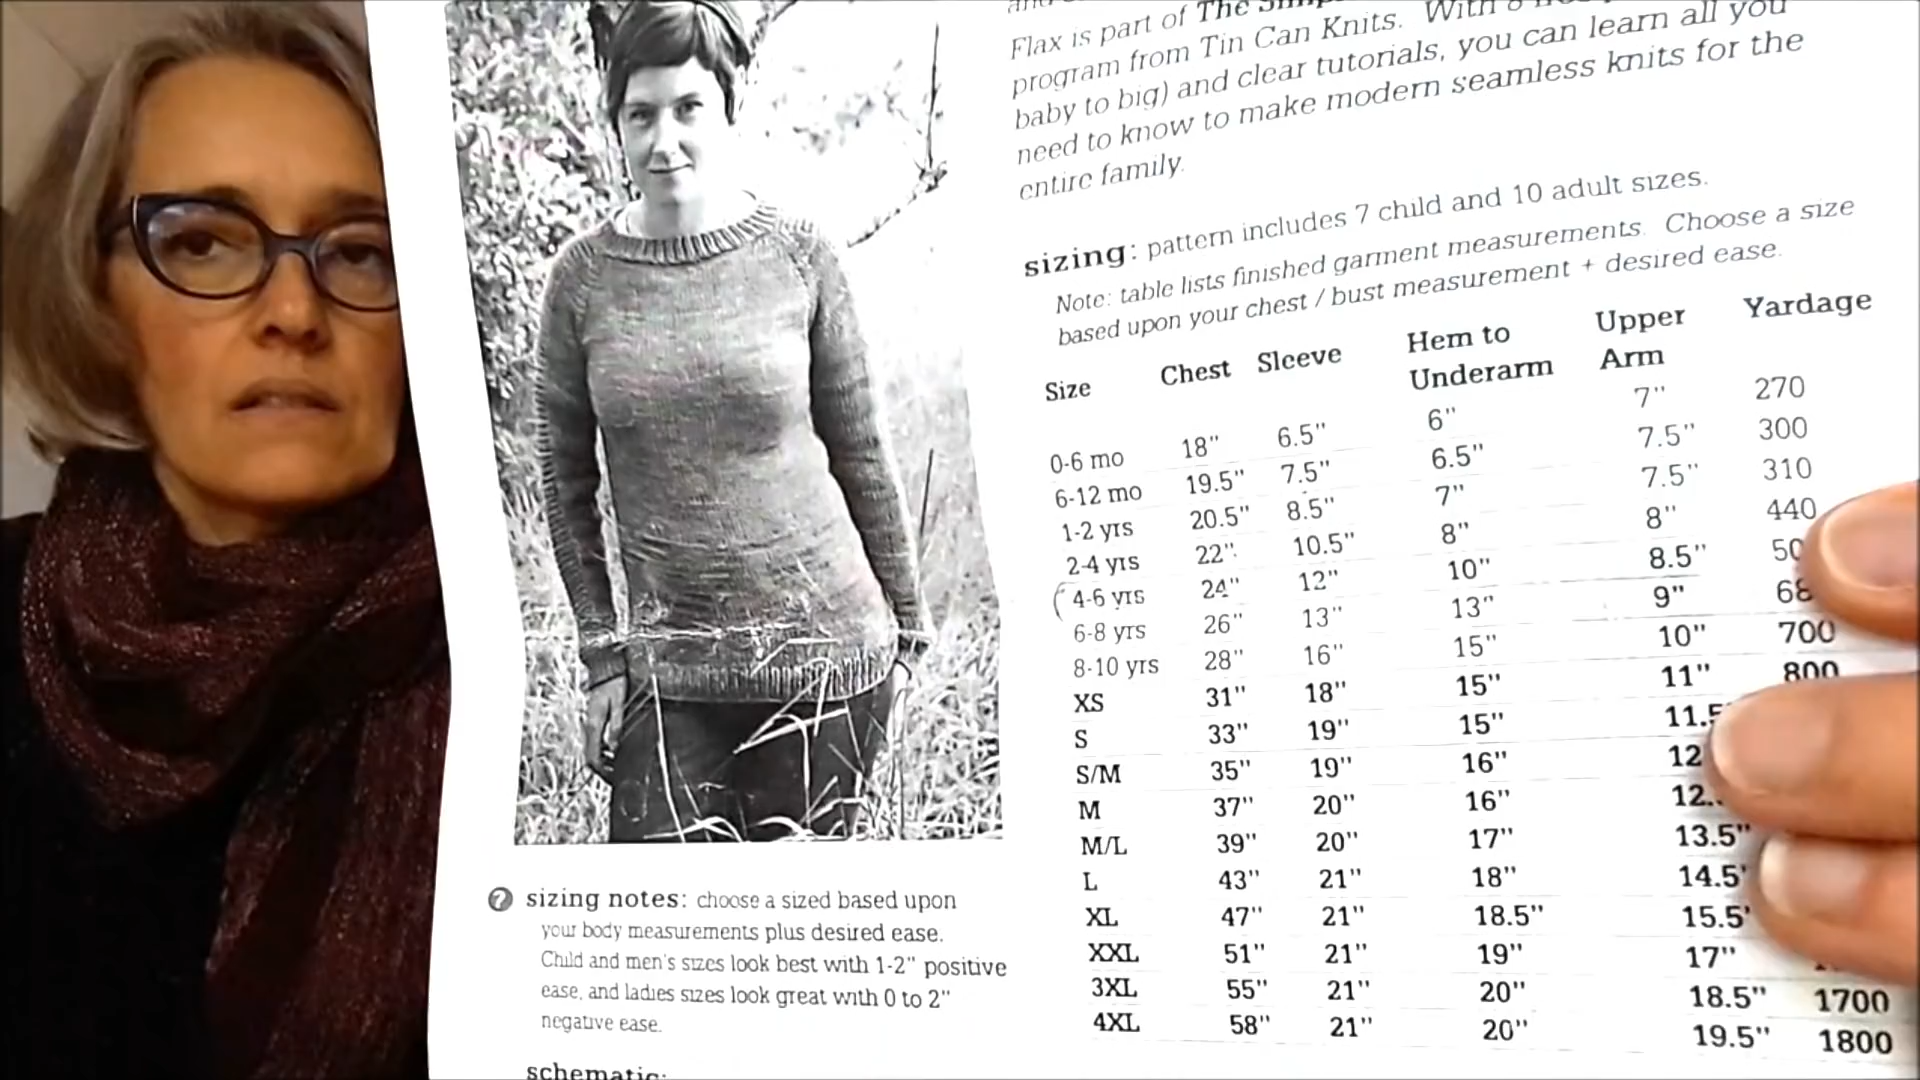 Flax is part of The
program from Tin Can Knits. With 8
baby to big) and clear tutorials, you can learn all you
need to know to make modern seamless knits for the
entire family.
sizing: pattern includes 7 child and 10 adult sizes.
Note: table lists finished garment measurements. Choose a size
based upon your chest / bust measurement + desired ease.
Size Chest Sleeve Hem to Underarm Upper Arm Yardage
0-6 mo 18" 6.5" 6" 7" 270
6-12 mo 19.5" 7.5" 6.5" 7.5" 300
1-2 yrs 20.5" 8.5" 7" 7.5" 310
2-4 yrs 22" 10.5" 8" 8" 440
4-6 yrs 24" 12" 10" 8.5"
6-8 yrs 26" 13" 13" 9"
8-10 yrs 28" 16" 15" 10" 700
XS 31" 18" 15" 11" 800
S 33" 19" 15"
S/M 35" 19" 16"
M 37" 20" 16"
M/L 39" 20" 17" 13.5"
L 43" 21" 18" 14.5"
XL 47" 21" 18.5" 15.5"
XXL 51" 21" 19" 17"
3XL 55" 21" 20" 18.5" 1700
4XL 58" 21" 20" 19.5" 1800
? sizing notes: choose a sized based upon
your body measurements plus desired ease.
Child and men's sizes look best with 1-2" positive
ease, and ladies sizes look great with 0 to 2"
negative ease.
schematic: